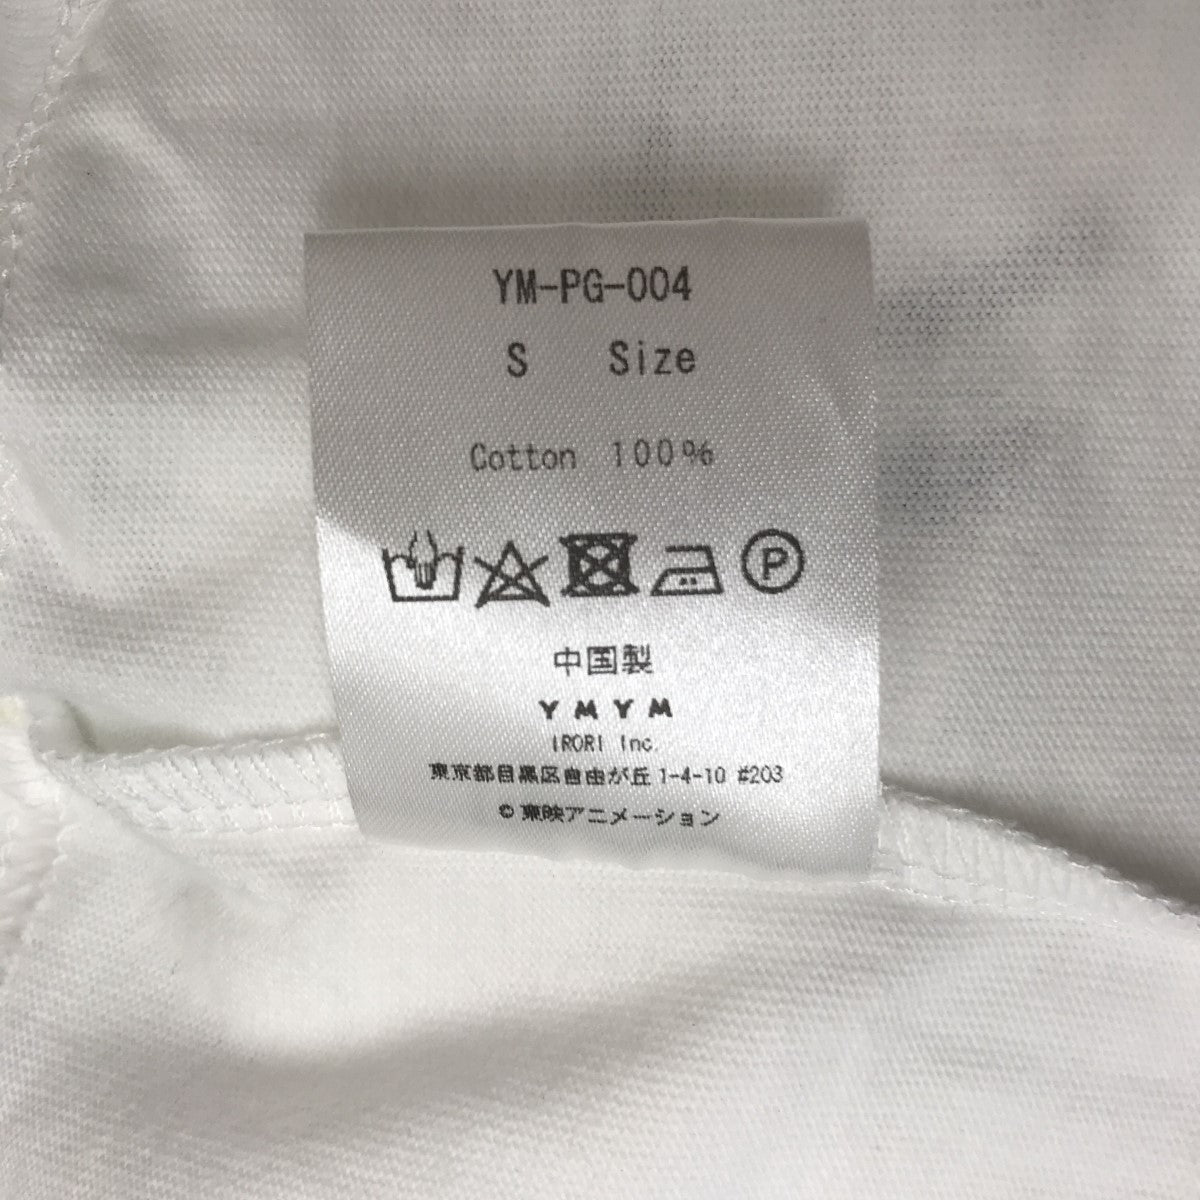 YM-PG-004
S Size
Cotton 100%
P
中国製
YMYM
IRORI Inc.
東京都目黒区自由が丘1-4-10 #203
©東映アニメーション